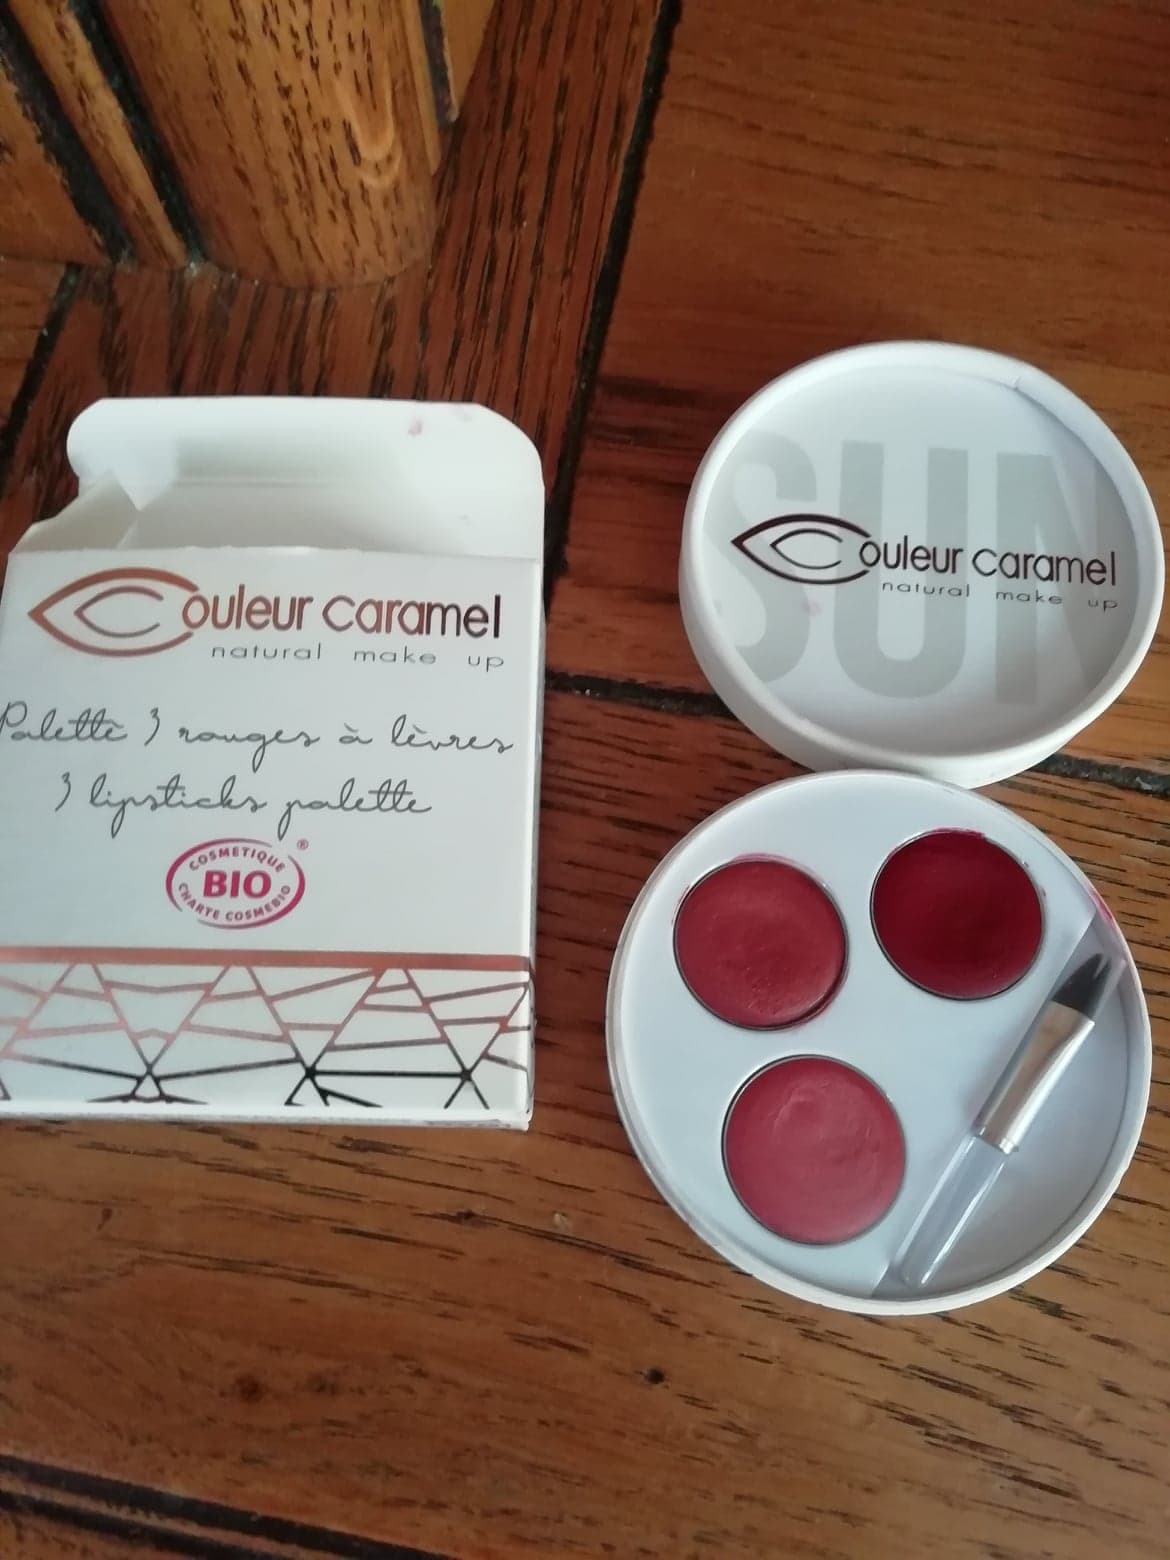 Couleur caramel
natural make up
Palette 3 rouges à lèvres
3 lipsticks palette
COSMETIQUE
BIO
®
CHARTE COSMEBIO
SUN
Couleur caramel
natural make up